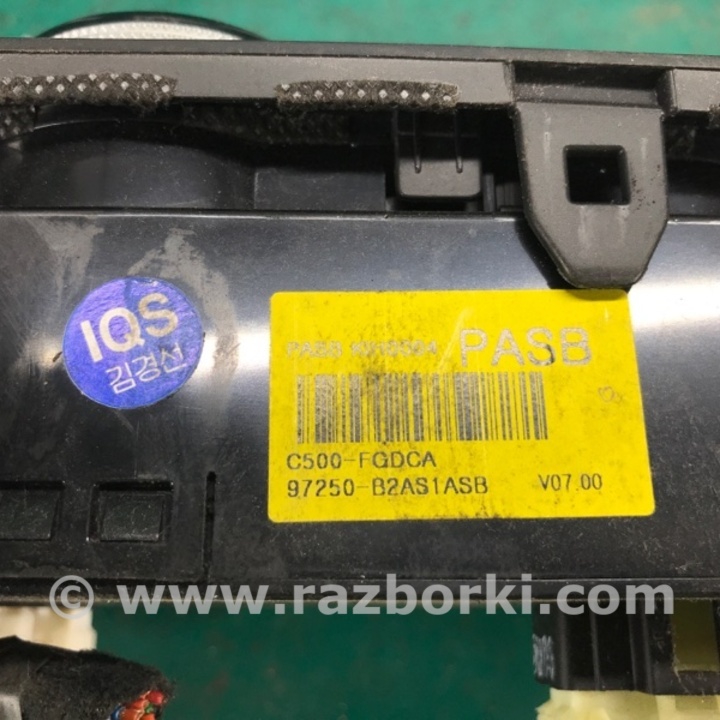 IQS
김경선
PASB
C500-FGDCA
97250-B2AS1ASB V07.00
© www.razborki.com